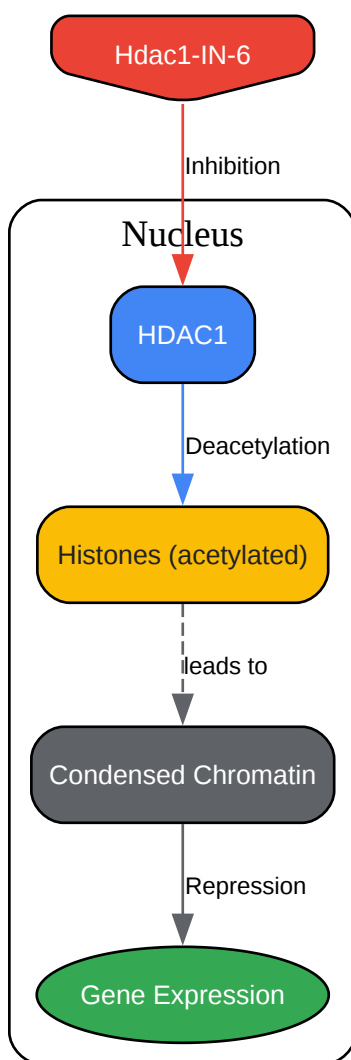 Hdac1-IN-6
Inhibition
Nucleus
HDAC1
Deacetylation
Histones (acetylated)
leads to
Condensed Chromatin
Repression
Gene Expression